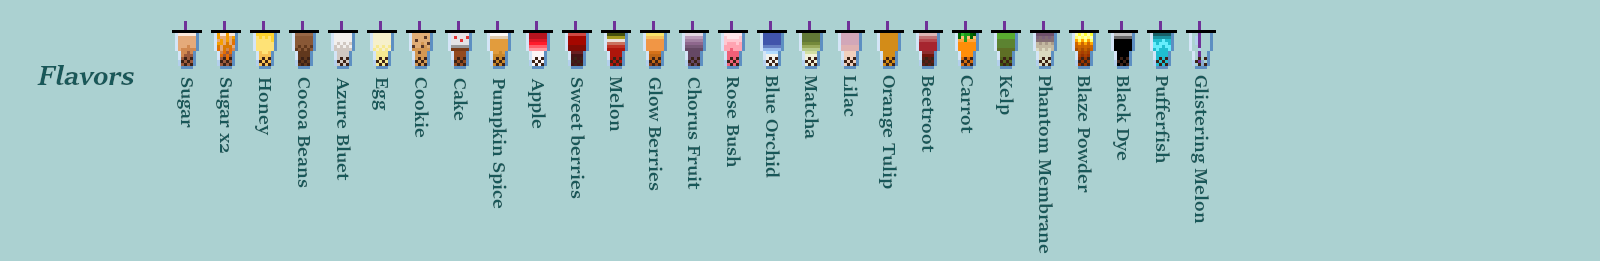 Flavors
Sugar
Sugar x2
Honey
Cocoa Beans
Azure Bluet
Egg
Cookie
Cake
Pumpkin Spice
Apple
Sweet berries
Melon
Glow Berries
Chorus Fruit
Rose Bush
Blue Orchid
Matcha
Lilac
Orange Tulip
Beetroot
Carrot
Kelp
Phantom Membrane
Blaze Powder
Black Dye
Pufferfish
Glistering Melon